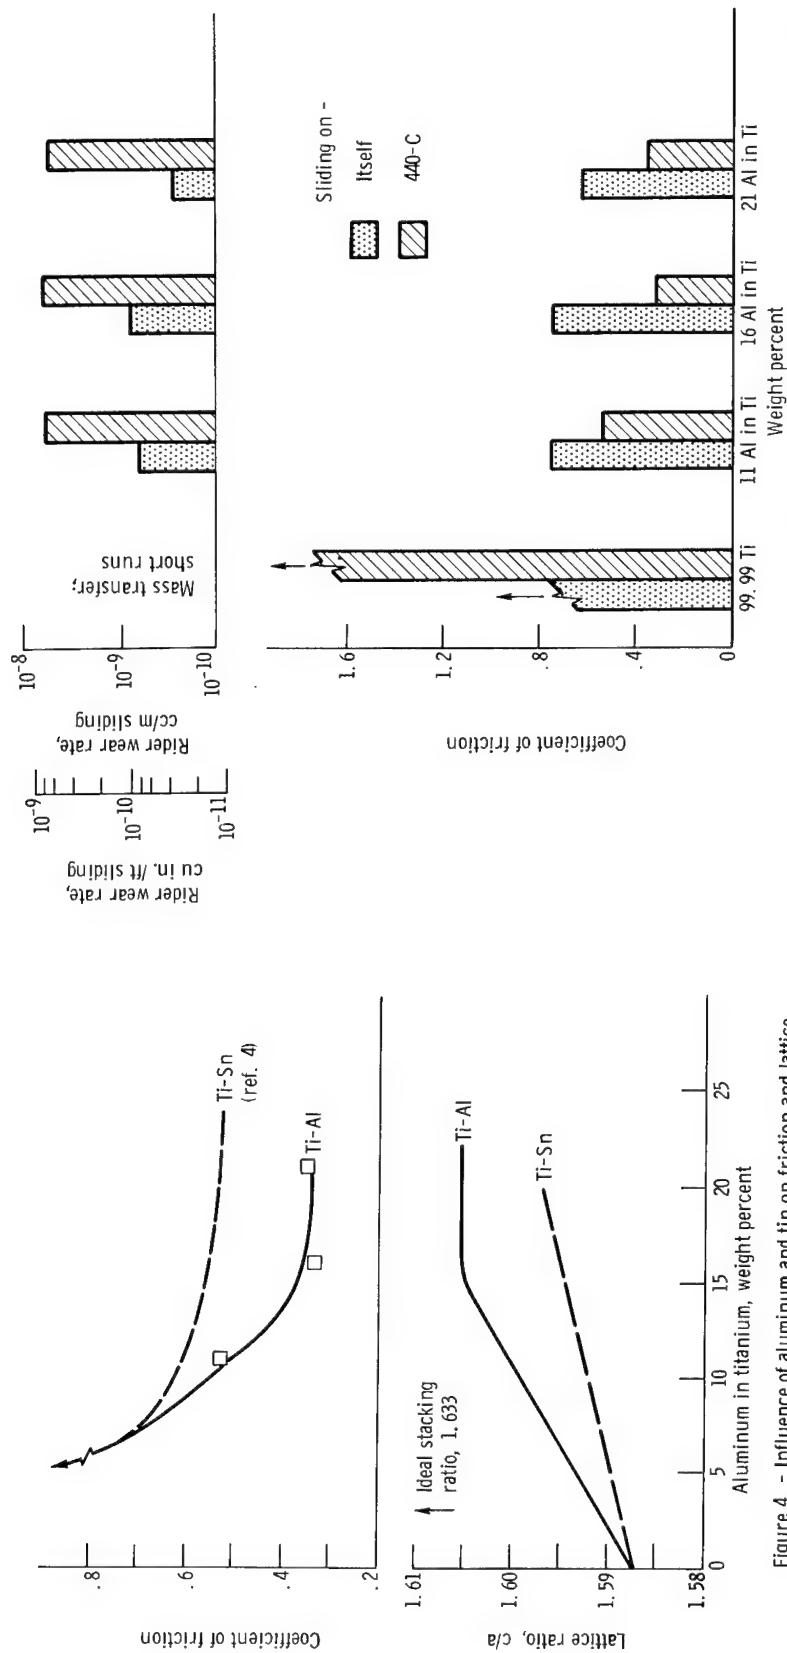 Coefficient of friction
.8
.6
.4
.2
Ti-Sn
(ref. 4)
Ti-Al
Lattice ratio, c/a
1.61
1.60
1.59
1.58
Ideal stacking
ratio, 1.633
Ti-Al
Ti-Sn
0
5
10
15
20
25
Aluminum in titanium, weight percent
Figure 4. - Influence of aluminum and tin on friction and lattice
Rider wear rate,
cu in. /ft sliding
10-9
10-10
10-11
Rider wear rate,
cc/m sliding
10-8
10-9
10-10
Mass transfer;
short runs
Coefficient of friction
1.6
1.2
.8
.4
0
Sliding on -
Itself
440-C
99.99 Ti
11 Al in Ti
16 Al in Ti
21 Al in Ti
Weight percent